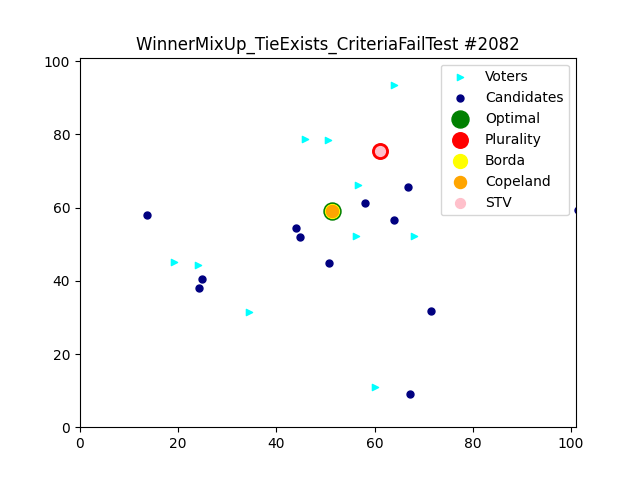 WinnerMixUp_TieExists_CriteriaFailTest #2082
100
80
60
40
20
0
0
20
40
60
80
100
Voters
Candidates
Optimal
Plurality
Borda
Copeland
STV